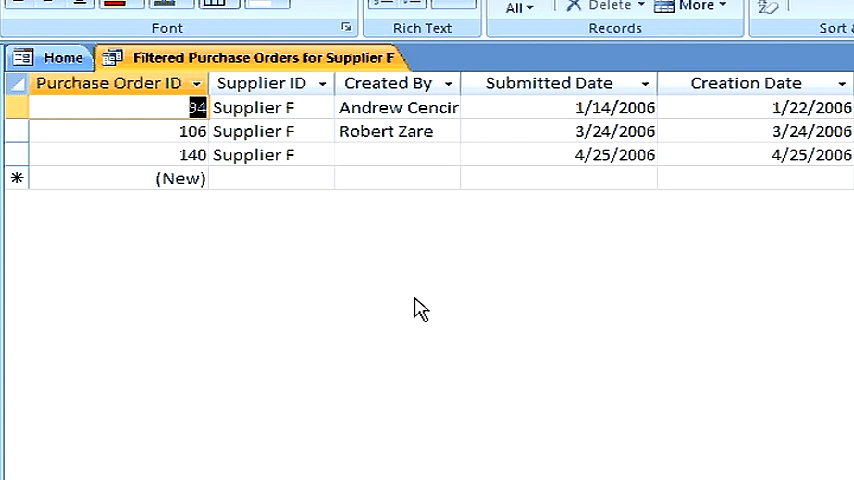 All Delete More
Font Rich Text Records Sort &
Home Filtered Purchase Orders for Supplier F
Purchase Order ID Supplier ID Created By Submitted Date Creation Date
94 Supplier F Andrew Cencin 1/14/2006 1/22/2006
106 Supplier F Robert Zare 3/24/2006 3/24/2006
140 Supplier F 4/25/2006 4/25/2006
* (New)